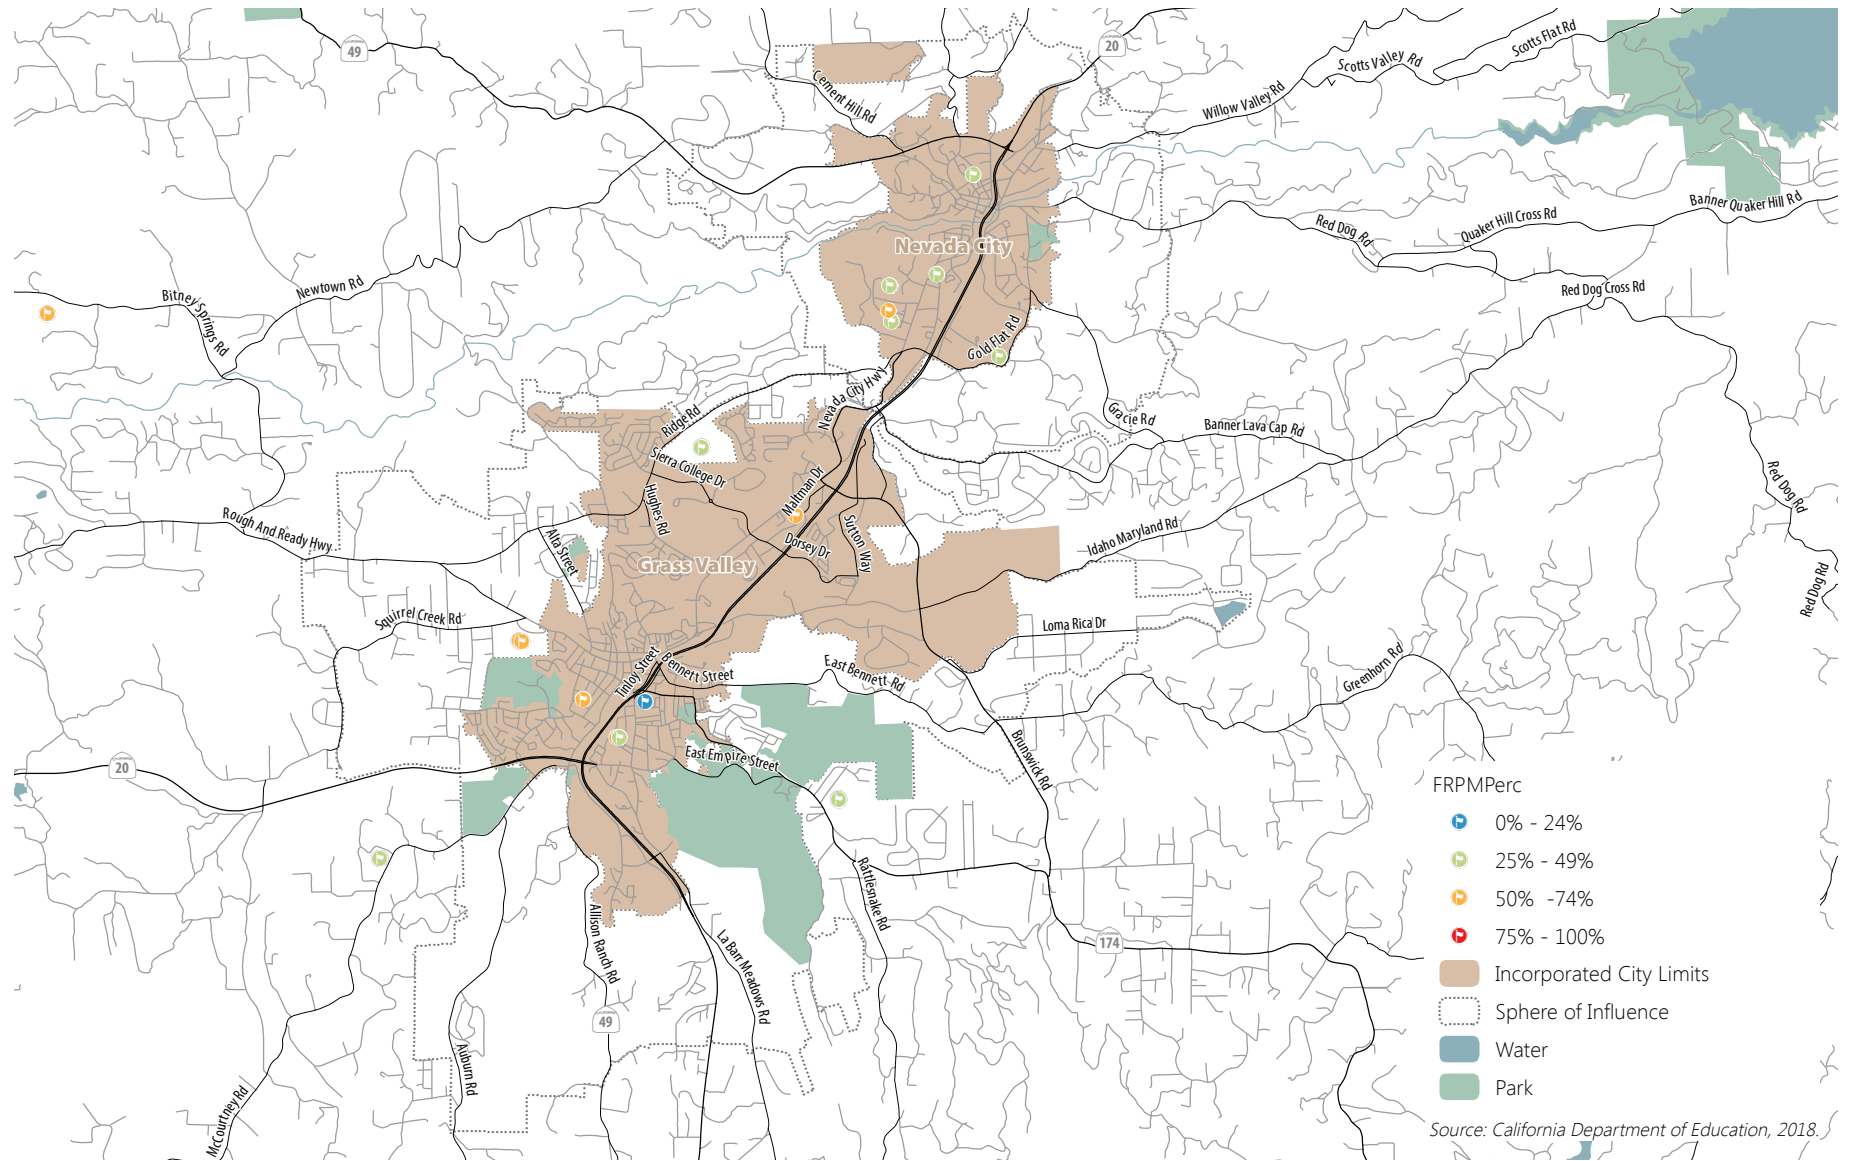 Scotts Flat Rd
CALIFORNIA
49
CALIFORNIA
20
Scotts Valley Rd
Cement Hill Rd
Willow Valley Rd
Banner Quaker Hill Rd
Quaker Hill Cross Rd
Red Dog Rd
Nevada City
Newtown Rd
Bitney Springs Rd
Red Dog Cross Rd
Gold Flat Rd
Nevada City Hwy
Ridge Rd
Gracie Rd
Banner Lava Cap Rd
Sierra College Dr
Maltman Dr
Red Dog Rd
Hughes Rd
Rough And Ready Hwy
Alta Street
Sutton Way
Dorsey Dr
Idaho Maryland Rd
Grass Valley
Red Dog Rd
Squirrel Creek Rd
Loma Rica Dr
Tinloy Street
Bennett Street
East Bennett Rd
Greenhorn Rd
Brunswick Rd
East Empire Street
CALIFORNIA
20
FRPMPerc
0% - 24%
25% - 49%
50% -74%
75% - 100%
Incorporated City Limits
Sphere of Influence
Water
Park
Rattlesnake Rd
Allison Ranch Rd
La Barr Meadows Rd
CALIFORNIA
174
CALIFORNIA
49
Auburn Rd
McCourtney Rd
Source: California Department of Education, 2018.